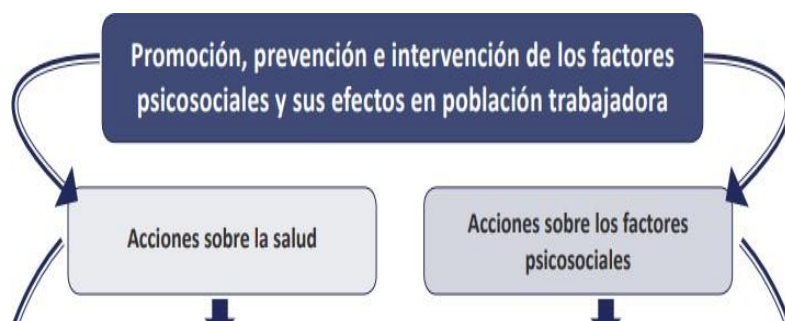 Promoción, prevención e intervención de los factores
psicosociales y sus efectos en población trabajadora
Acciones sobre la salud
Acciones sobre los factores
psicosociales